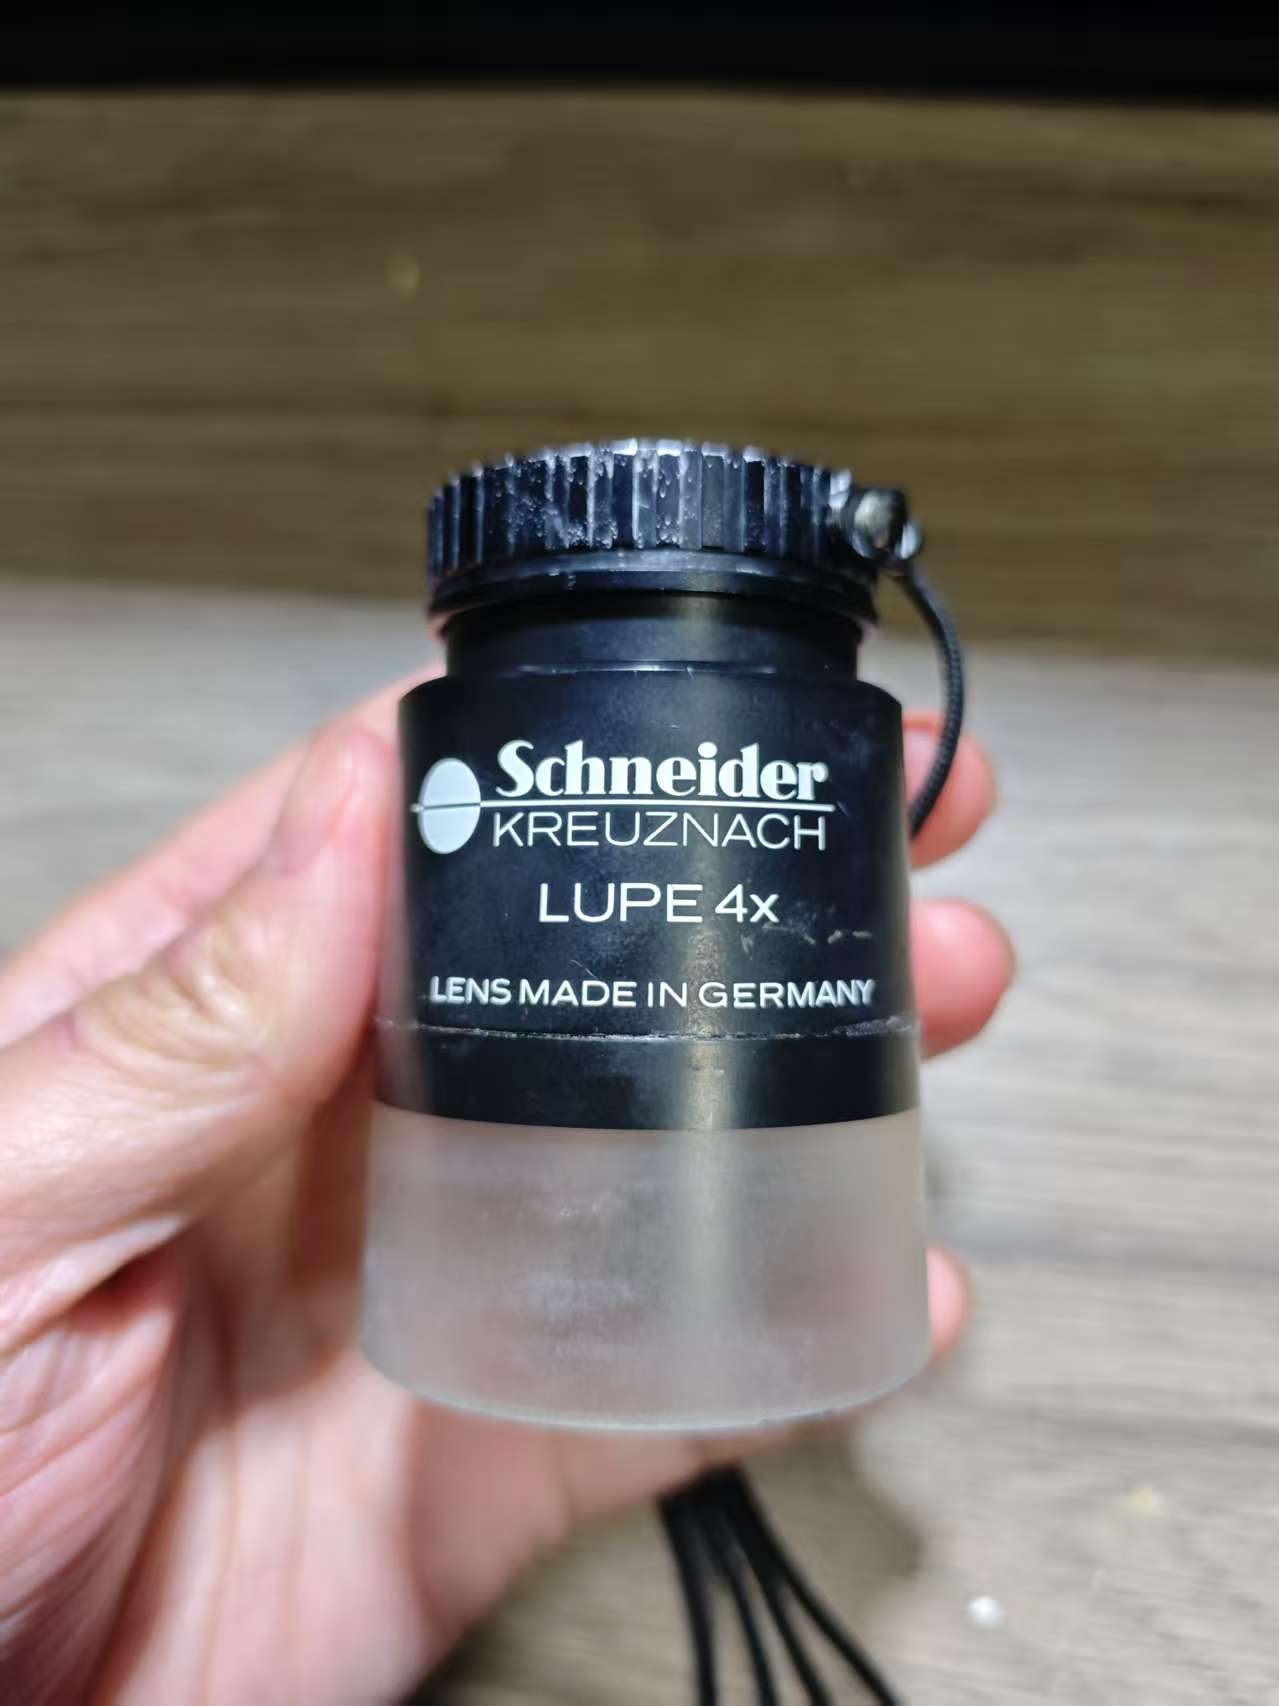 Schneider
KREUZNACH
LUPE 4x
LENS MADE IN GERMANY